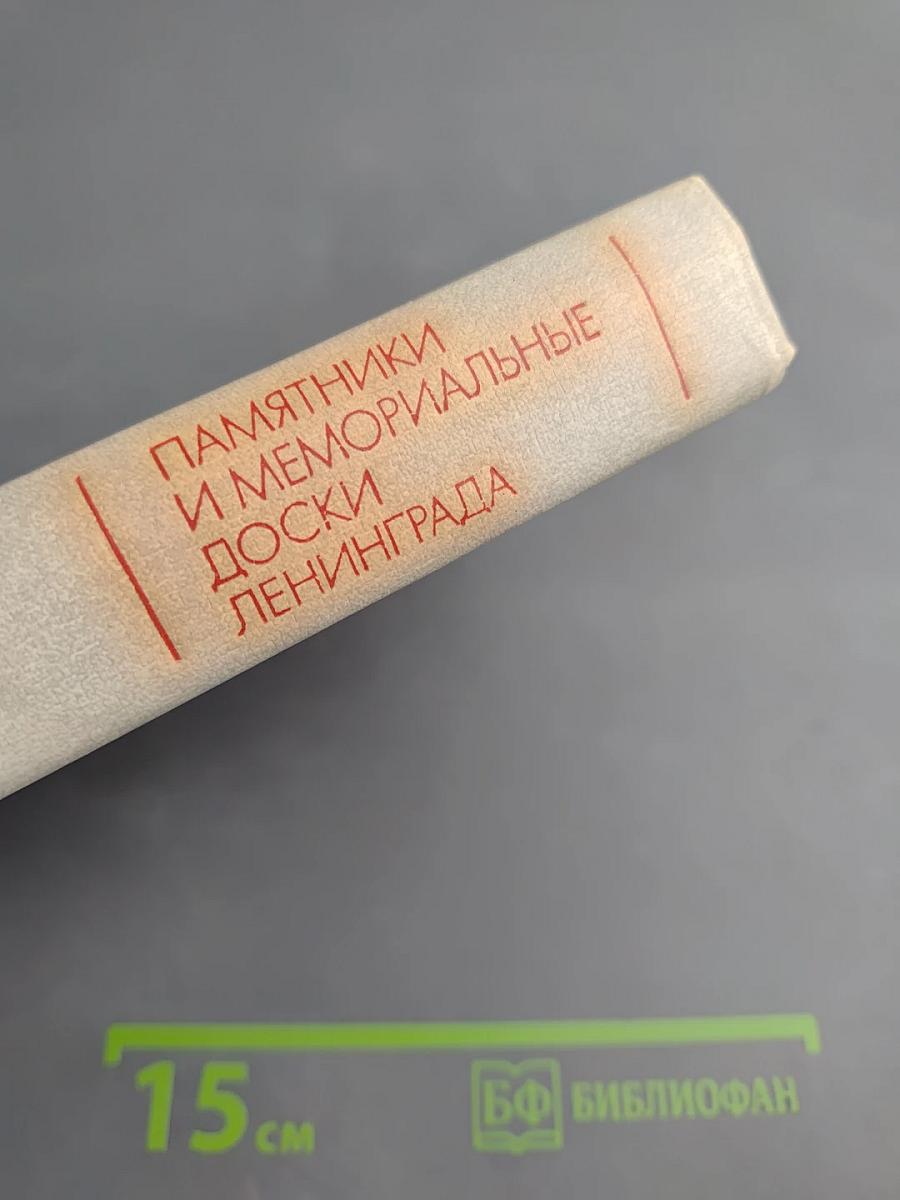 ПАМЯТНИКИ
И МЕМОРИАЛЬНЫЕ
ДОСКИ
ЛЕНИНГРАДА
15 см
БФ БИБЛИОФАН